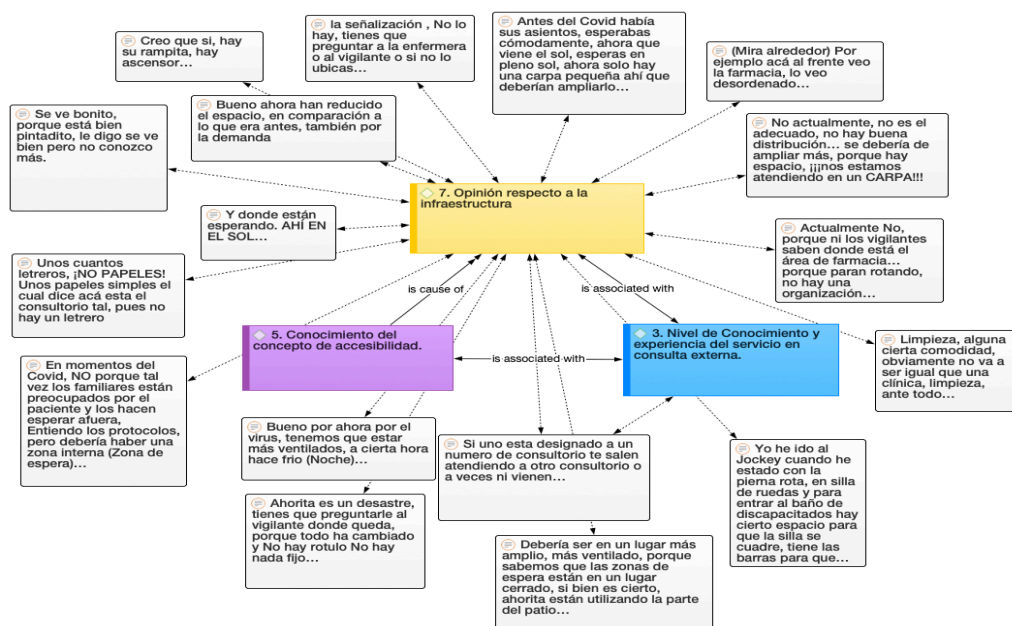 Creo que si, hay
su rampita, hay
ascensor…
la señalización , No lo
hay, tienes que
preguntar a la enfermera
o al vigilante o si no lo
ubicas…
Antes del Covid había
sus asientos, esperabas
cómodamente, ahora que
viene el sol, esperas en
pleno sol, ahora solo hay
una carpa pequeña ahí que
deberían ampliarlo…
(Mira alrededor) Por
ejemplo acá al frente veo
la farmacia, lo veo
desordenado…
Se ve bonito,
porque está bien
pintadito, le digo se ve
bien pero no conozco
más.
Bueno ahora han reducido
el espacio, en comparación a
lo que era antes, también por
la demanda
No actualmente, no es el
adecuado, no hay buena
distribución… se debería de
ampliar más, porque hay
espacio, ¡¡¡nos estamos
atendiendo en un CARPA!!!
7. Opinión respecto a la
infraestructura
Y donde están
esperando. AHÍ EN
EL SOL…
Actualmente No,
porque ni los vigilantes
saben donde está el
área de farmacia…
porque paran rotando,
no hay una
organización…
Unos cuantos
letreros, ¡NO PAPELES!
Unos papeles simples el
cual dice acá esta el
consultorio tal, pues no
hay un letrero
is cause of
is associated with
5. Conocimiento del
concepto de accesibilidad.
is associated with
3. Nivel de Conocimiento y
experiencia del servicio en
consulta externa.
Limpieza, alguna
cierta comodidad,
obviamente no va a
ser igual que una
clínica, limpieza,
ante todo…
En momentos del
Covid, NO porque tal
vez los familiares están
preocupados por el
paciente y los hacen
esperar afuera,
Entiendo los protocolos,
pero debería haber una
zona interna (Zona de
espera)…
Bueno por ahora por el
virus, tenemos que estar
más ventilados, a cierta hora
hace frio (Noche)…
Si uno esta designado a un
numero de consultorio te salen
atendiendo a otro consultorio o
a veces ni vienen…
Yo he ido al
Jockey cuando he
estado con la
pierna rota, en silla
de ruedas y para
entrar al baño de
discapacitados hay
cierto espacio para
que la silla se
cuadre, tiene las
barras para que…
Ahorita es un desastre,
tienes que preguntarle al
vigilante donde queda,
porque todo ha cambiado
y No hay rotulo No hay
nada fijo…
Debería ser en un lugar más
amplio, más ventilado, porque
sabemos que las zonas de
espera están en un lugar
cerrado, si bien es cierto,
ahorita están utilizando la parte
del patio…